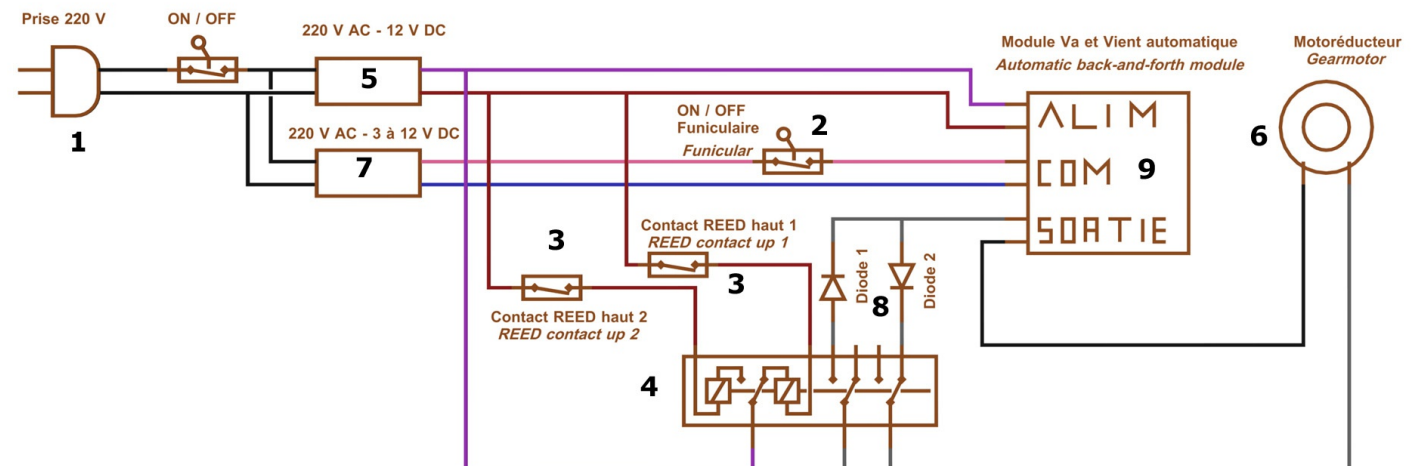 Prise 220 V
ON / OFF
220 V AC - 12 V DC
Module Va et Vient automatique
Automatic back-and-forth module
Motoréducteur
Gearmotor
1
5
220 V AC - 3 à 12 V DC
7
ON / OFF
Funiculaire
Funicular
2
ALIM
COM
9
SORTIE
6
Contact REED haut 1
REED contact up 1
3
3
Contact REED haut 2
REED contact up 2
Diode 1
Diode 2
8
4